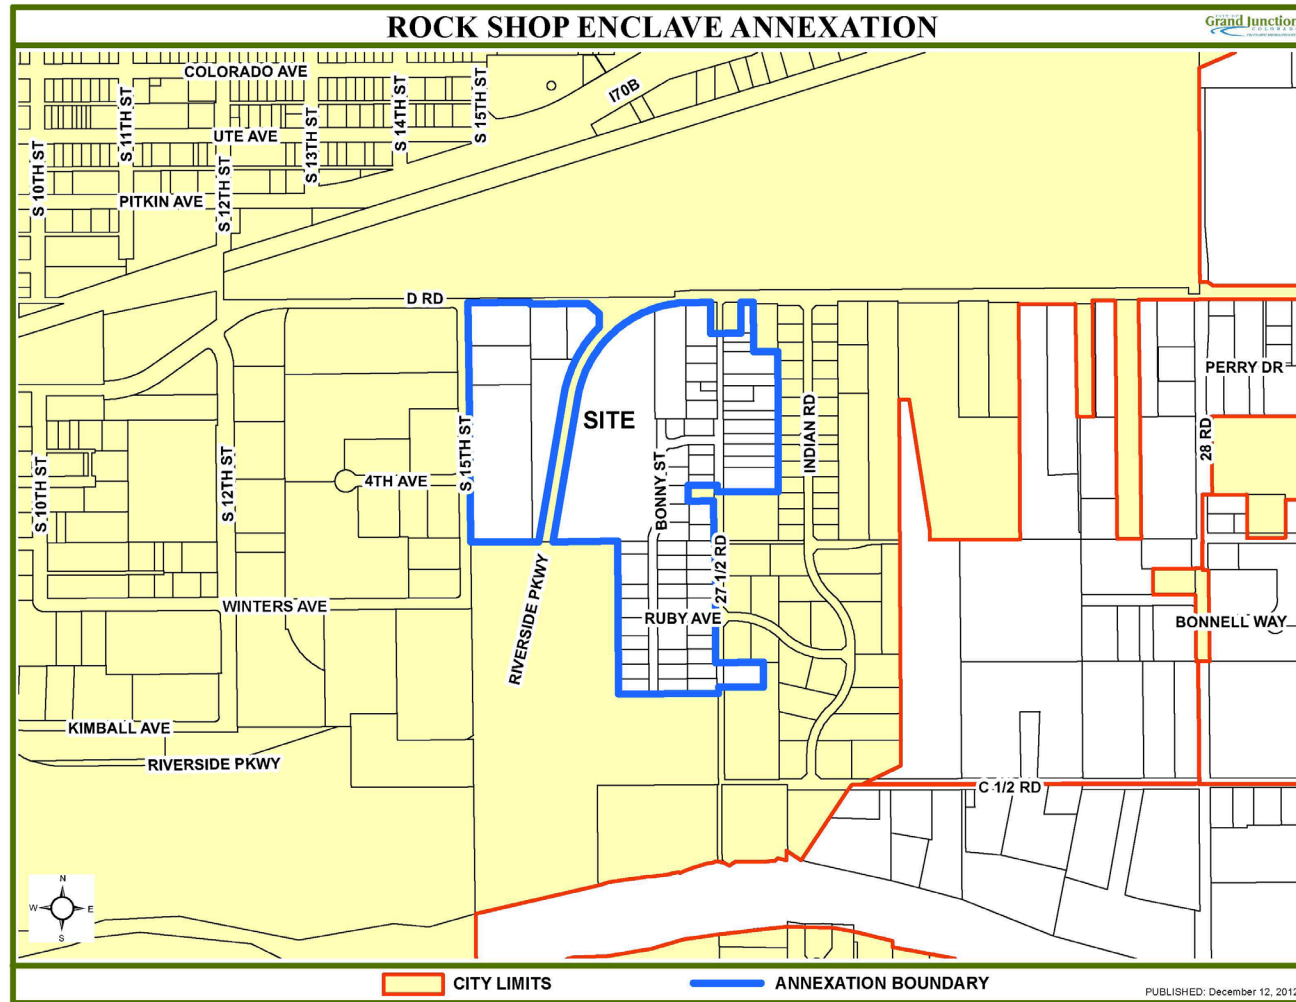 ROCK SHOP ENCLAVE ANNEXATION
Grand Junction
COLORADO
COLORADO AVE
I70B
S 10TH ST
S 11TH ST
S 12TH ST
S 13TH ST
S 14TH ST
S 15TH ST
UTE AVE
PITKIN AVE
D RD
PERRY DR
SITE
INDIAN RD
28 RD
S 10TH ST
S 12TH ST
S 15TH ST
4TH AVE
BONNY ST
27-1/2 RD
RIVERSIDE PKWY
WINTERS AVE
RUBY AVE
BONNELL WAY
KIMBALL AVE
RIVERSIDE PKWY
C 1/2 RD
N
W
E
S
CITY LIMITS
ANNEXATION BOUNDARY
PUBLISHED: December 12, 2012